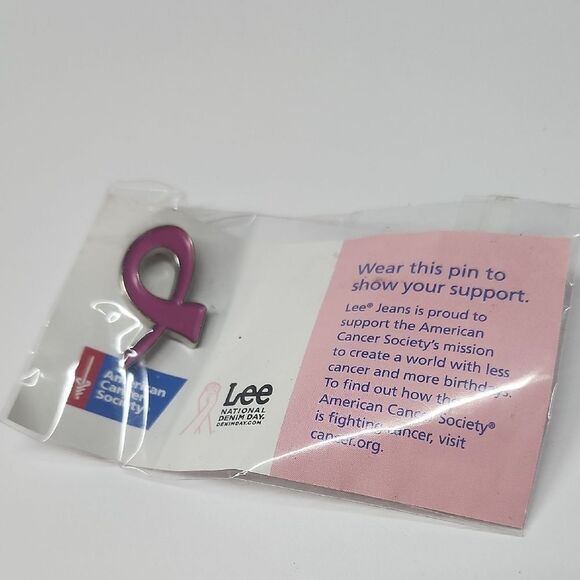 American
Cancer
Society
Lee
NATIONAL
DENIM DAY.
DENIMDAY.COM
Wear this pin to
show your support.
Lee® Jeans is proud to
support the American
Cancer Society's mission
to create a world with less
cancer and more birthdays.
To find out how the
American Cancer Society®
is fighting cancer, visit
cancer.org.